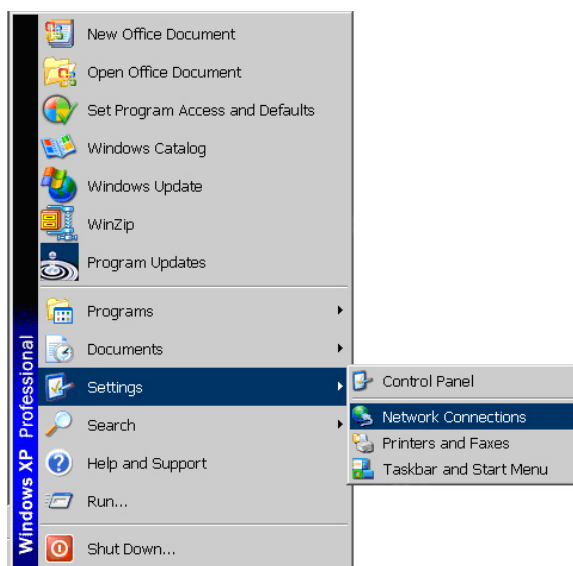 New Office Document
Open Office Document
Set Program Access and Defaults
Windows Catalog
Windows Update
WinZip
Program Updates
Programs
Documents
Settings
Search
Help and Support
Run...
Shut Down...
Windows XP Professional
Control Panel
Network Connections
Printers and Faxes
Taskbar and Start Menu